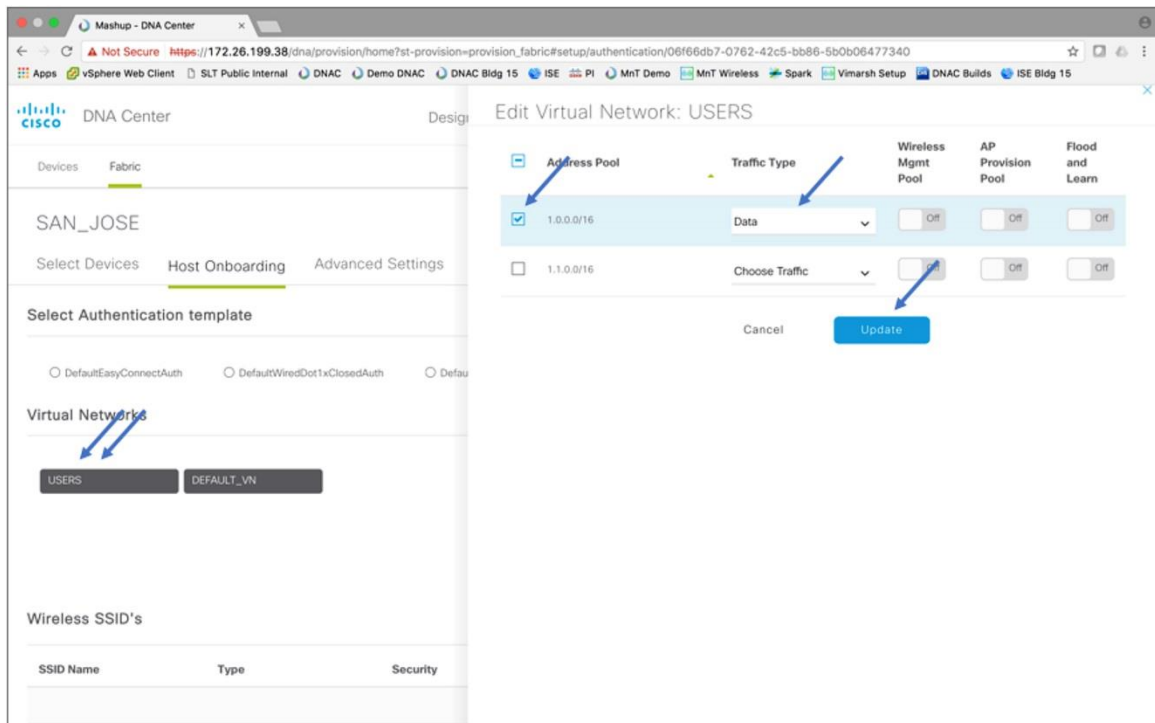 Mashup - DNA Center
Not Secure https://172.26.199.38/dna/provision/home?st-provision=provision_fabric#setup/authentication/06f66db7-0762-42c5-bb86-5b0b06477340
Apps vSphere Web Client SLT Public Internal DNAC Demo DNAC DNAC Bldg 15 ISE PI MnT Demo MnT Wireless Spark Vimarsh Setup DNAC Builds ISE Bldg 15
CISCO DNA Center Design
Devices Fabric
SAN_JOSE
Select Devices Host Onboarding Advanced Settings
Select Authentication template
DefaultEasyConnectAuth DefaultWiredDot1xClosedAuth Defau
Virtual Networks
USERS DEFAULT_VN
Wireless SSID's
SSID Name Type Security
Edit Virtual Network: USERS
Address Pool Traffic Type Wireless Mgmt Pool AP Provision Pool Flood and Learn
1.0.0.0/16 Data Off Off Off
1.1.0.0/16 Choose Traffic Off Off Off
Cancel Update